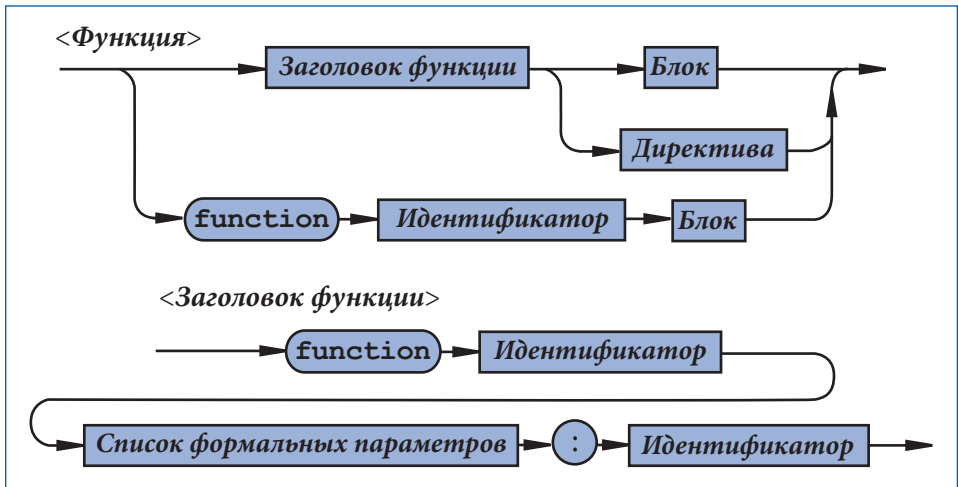 <Функция>
Заголовок функции Блок
Директива
function Идентификатор Блок
<Заголовок функции>
function Идентификатор
Список формальных параметров : Идентификатор